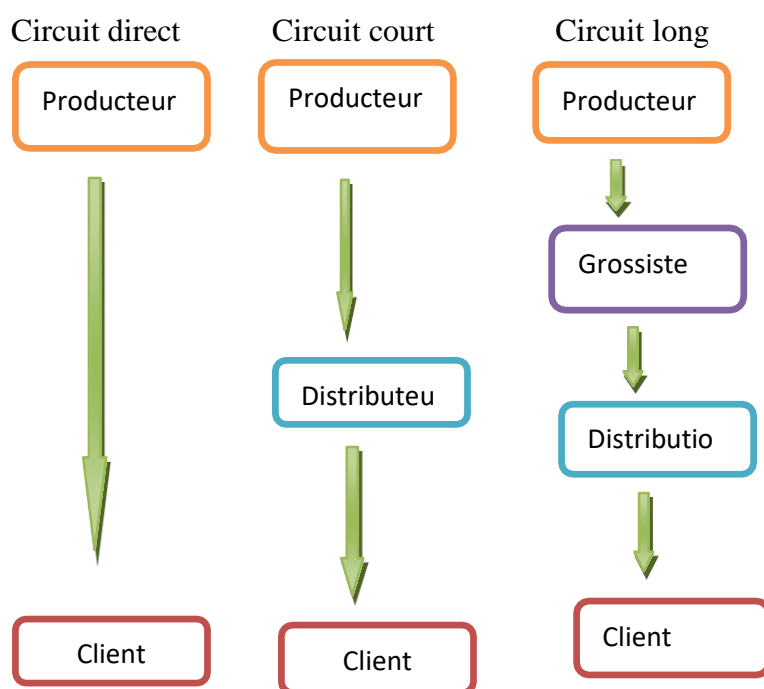 Circuit direct
Circuit court
Circuit long
Producteur
Producteur
Producteur
Grossiste
Distributeu
Distributio
Client
Client
Client